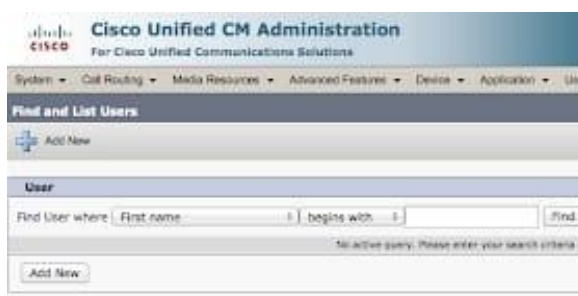 CISCO
Cisco Unified CM Administration
For Cisco Unified Communications Solutions
System Call Routing Media Resources Advanced Features Device Application
Find and List Users
Add New
User
Find User where First name begins with Find
No active query. Please enter your search criteria
Add New